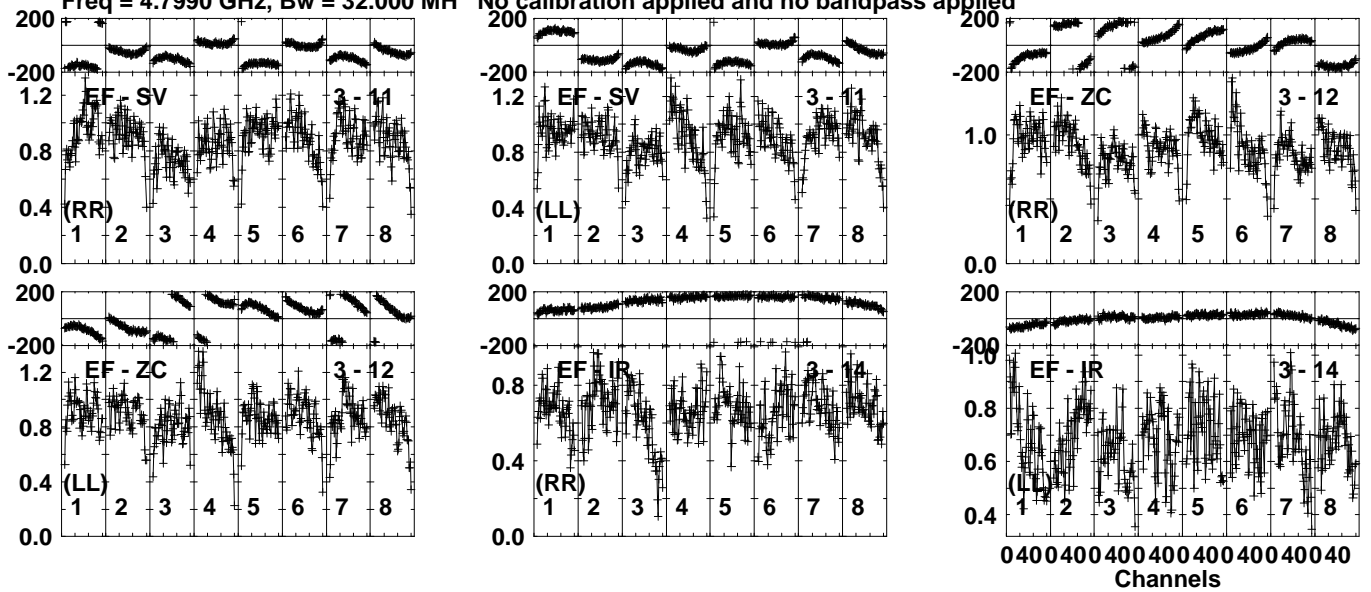 Freq = 4.7990 GHz, Bw = 32.000 MH No calibration applied and no bandpass applied
200
-200
EF - SV 3 - 11
1.2
0.8
0.4
0.0
(RR)
1 2 3 4 5 6 7 8
EF - SV 3 - 11
1.2
0.8
0.4
0.0
(LL)
1 2 3 4 5 6 7 8
200
-200
EF - ZC 3 - 12
1.0
0.0
(RR)
1 2 3 4 5 6 7 8
200
-200
EF - ZC 3 - 12
1.2
0.8
0.4
0.0
(LL)
1 2 3 4 5 6 7 8
200
-200
EF - IR 3 - 14
0.8
0.4
0.0
(RR)
1 2 3 4 5 6 7 8
200
-200
1.0
EF - IR 3 - 14
0.8
0.6
0.4
(LL)
1 2 3 4 5 6 7 8
0 40 0 40 0 40 0 40 0 40 0 40 0 40 0 40
Channels